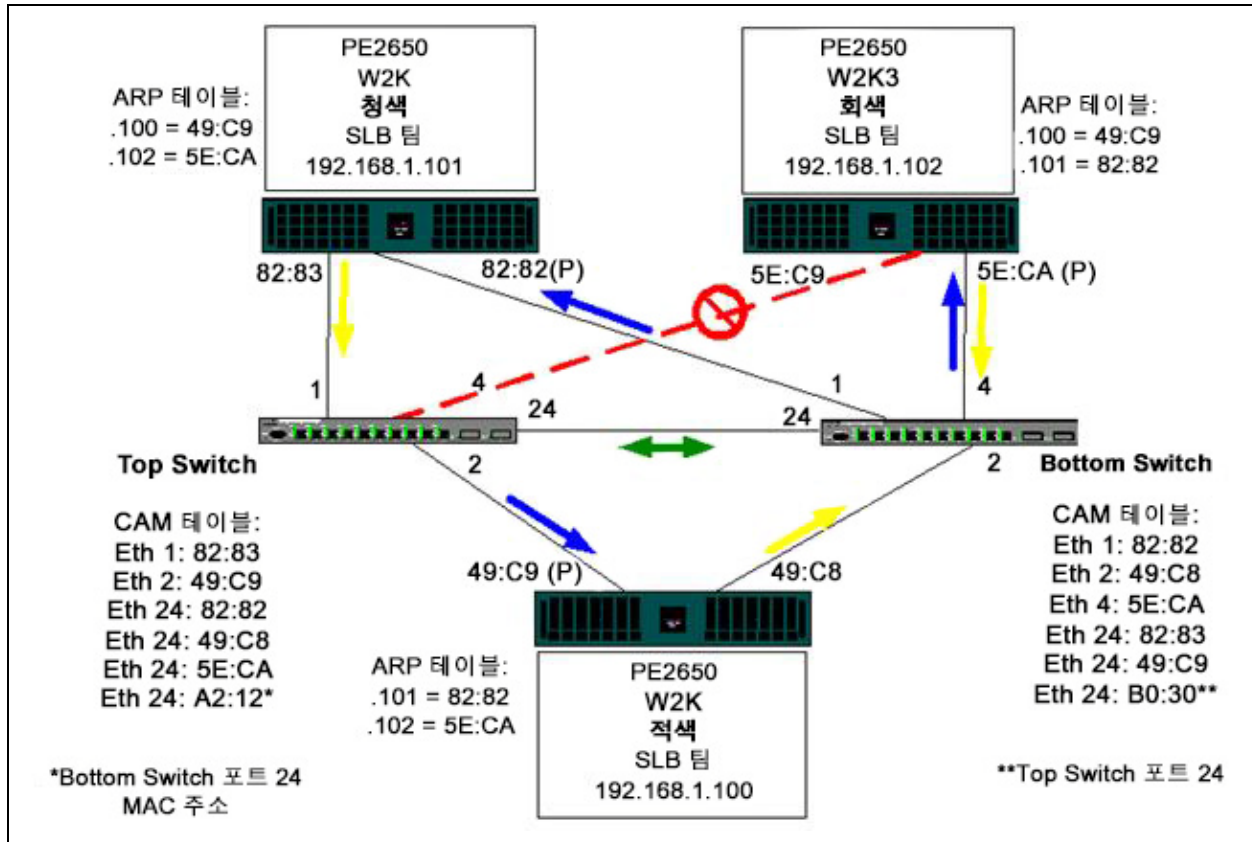 PE2650
W2K
청색
SLB 팀
192.168.1.101
ARP 테이블:
.100 = 49:C9
.102 = 5E:CA
PE2650
W2K3
회색
SLB 팀
192.168.1.102
ARP 테이블:
.100 = 49:C9
.101 = 82:82
82:83
82:82(P)
5E:C9
5E:CA (P)
1
4
24
24
1
4
2
2
Top Switch
CAM 테이블:
Eth 1: 82:83
Eth 2: 49:C9
Eth 24: 82:82
Eth 24: 49:C8
Eth 24: 5E:CA
Eth 24: A2:12*
*Bottom Switch 포트 24
MAC 주소
Bottom Switch
CAM 테이블:
Eth 1: 82:82
Eth 2: 49:C8
Eth 4: 5E:CA
Eth 24: 82:83
Eth 24: 49:C9
Eth 24: B0:30**
**Top Switch 포트 24
49:C9 (P)
49:C8
ARP 테이블:
.101 = 82:82
.102 = 5E:CA
PE2650
W2K
적색
SLB 팀
192.168.1.100